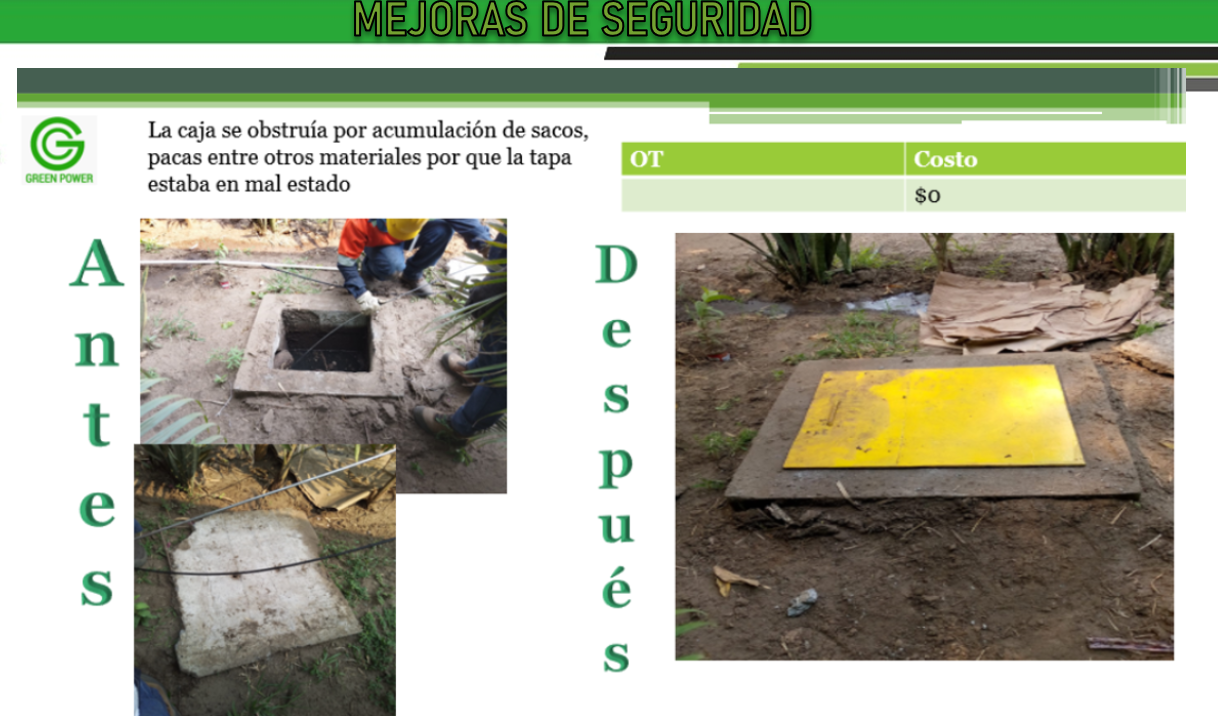 MEJORAS DE SEGURIDAD
GREEN POWER
La caja se obstruía por acumulación de sacos,
pacas entre otros materiales por que la tapa
estaba en mal estado
OT Costo
$0
Antes
Después